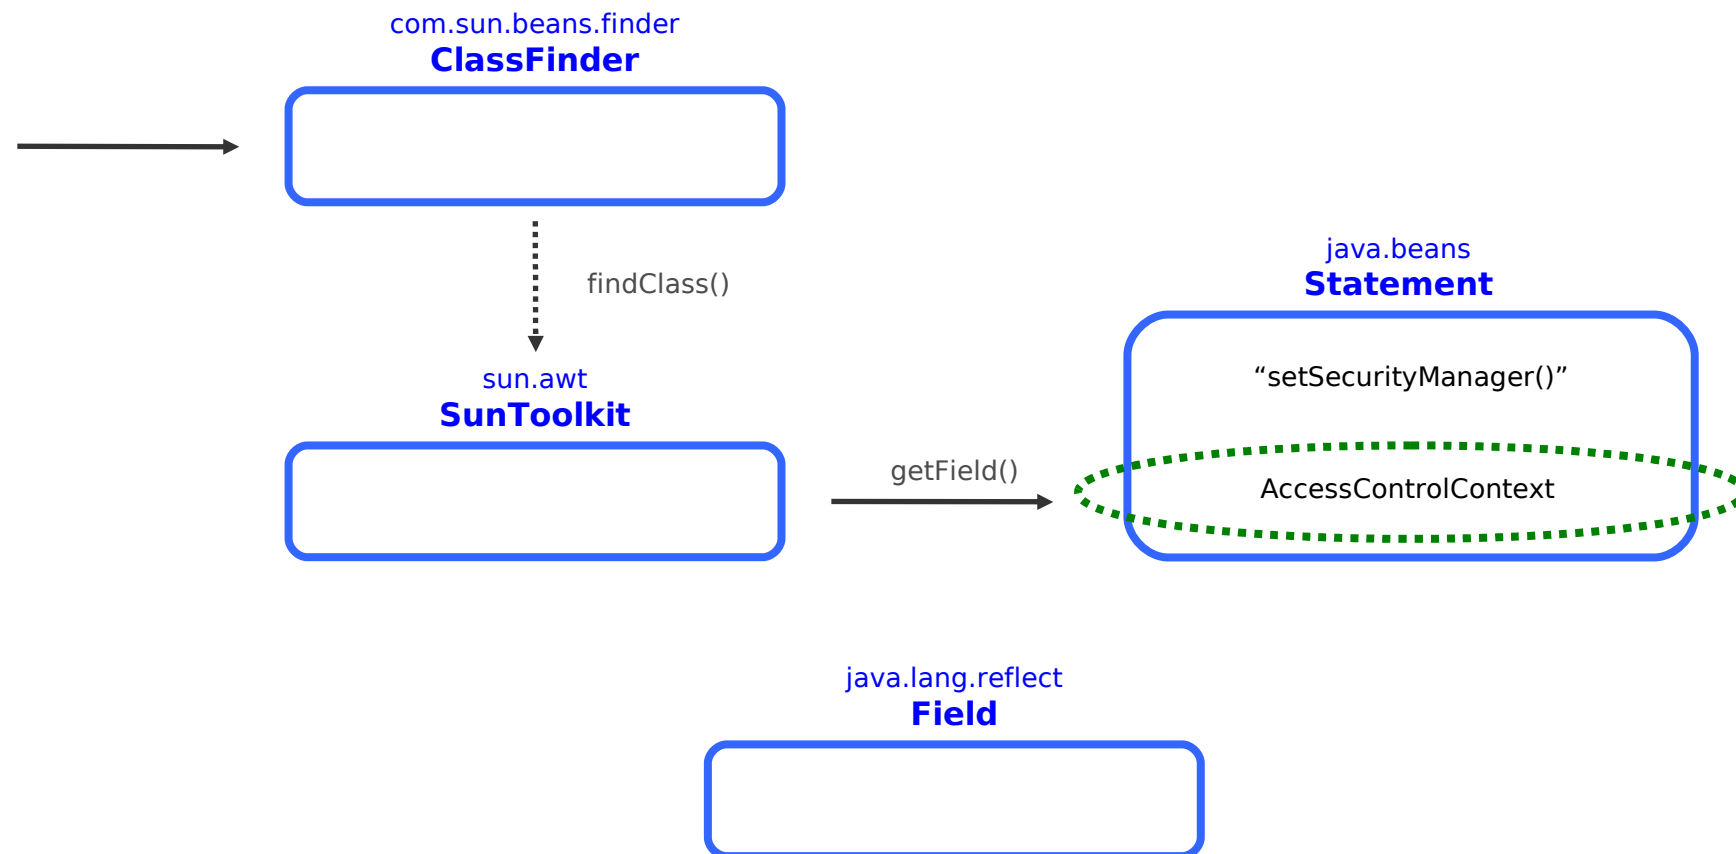 com.sun.beans.finder
ClassFinder
findClass()
java.beans
Statement
“setSecurityManager()”
sun.awt
SunToolkit
getField()
AccessControlContext
java.lang.reflect
Field